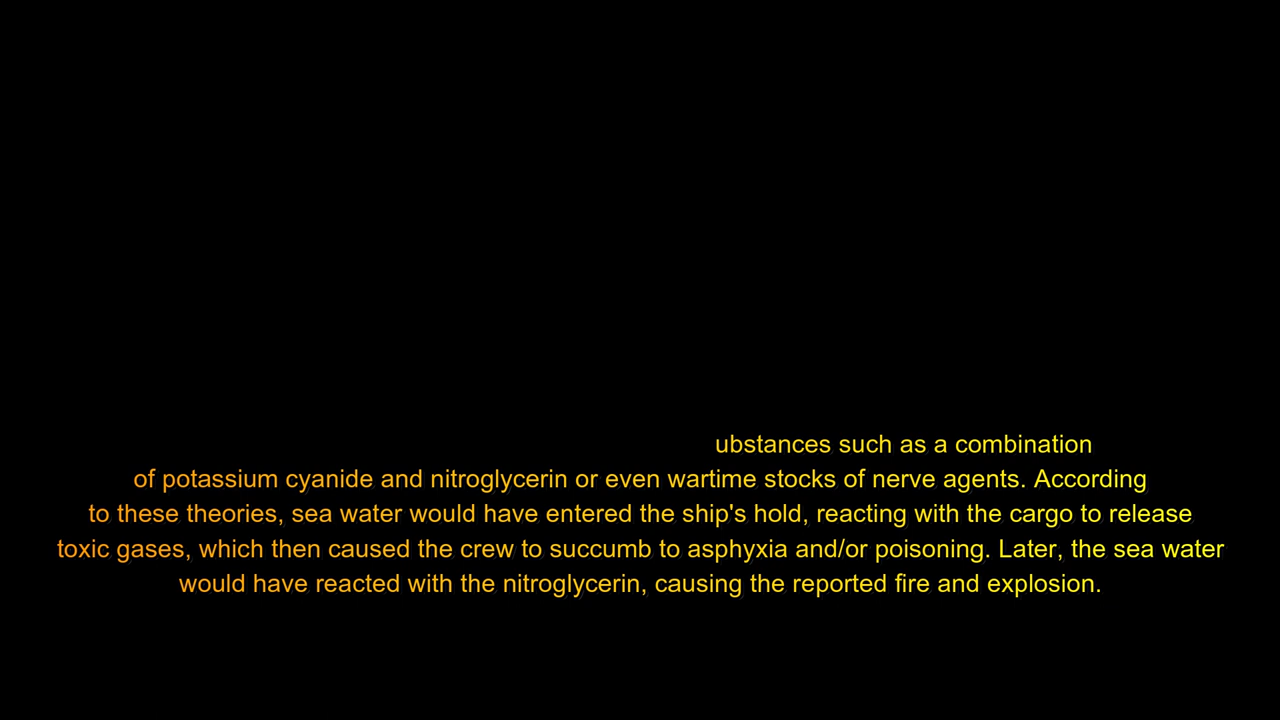 ubstances such as a combination
of potassium cyanide and nitroglycerin or even wartime stocks of nerve agents. According
to these theories, sea water would have entered the ship's hold, reacting with the cargo to release
toxic gases, which then caused the crew to succumb to asphyxia and/or poisoning. Later, the sea water
would have reacted with the nitroglycerin, causing the reported fire and explosion.